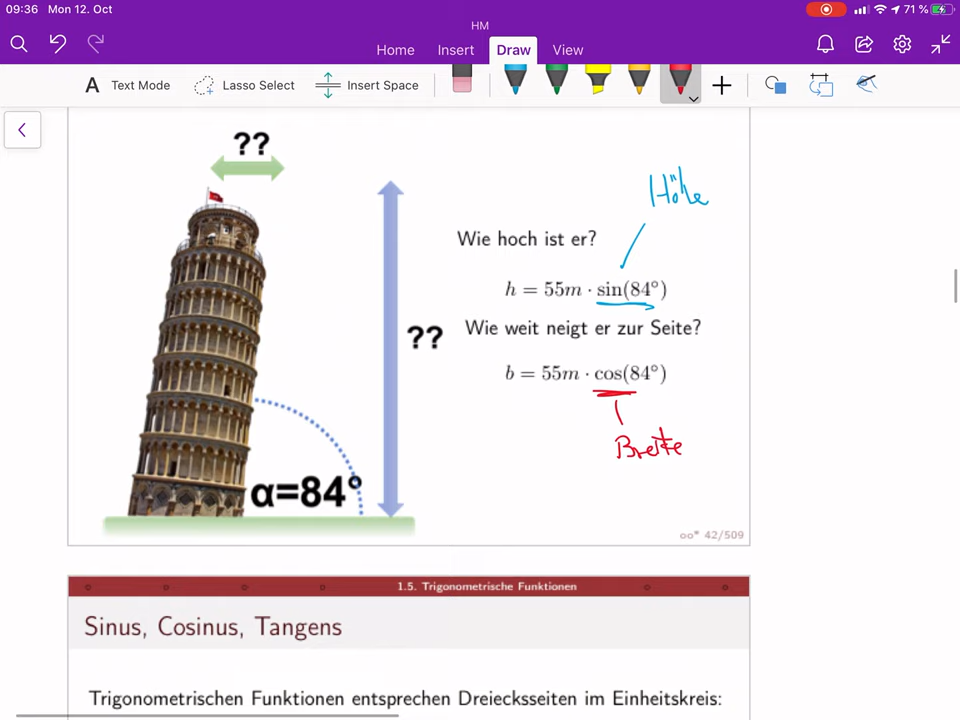 09:36 Mon 12. Oct
71 %
HM
Home Insert Draw View
A Text Mode Lasso Select Insert Space
??
Höhe
Wie hoch ist er?
h = 55m · sin(84°)
Wie weit neigt er zur Seite?
??
b = 55m · cos(84°)
Breite
α=84°
oo* 42/509
1.5. Trigonometrische Funktionen
Sinus, Cosinus, Tangens
Trigonometrischen Funktionen entsprechen Dreiecksseiten im Einheitskreis: